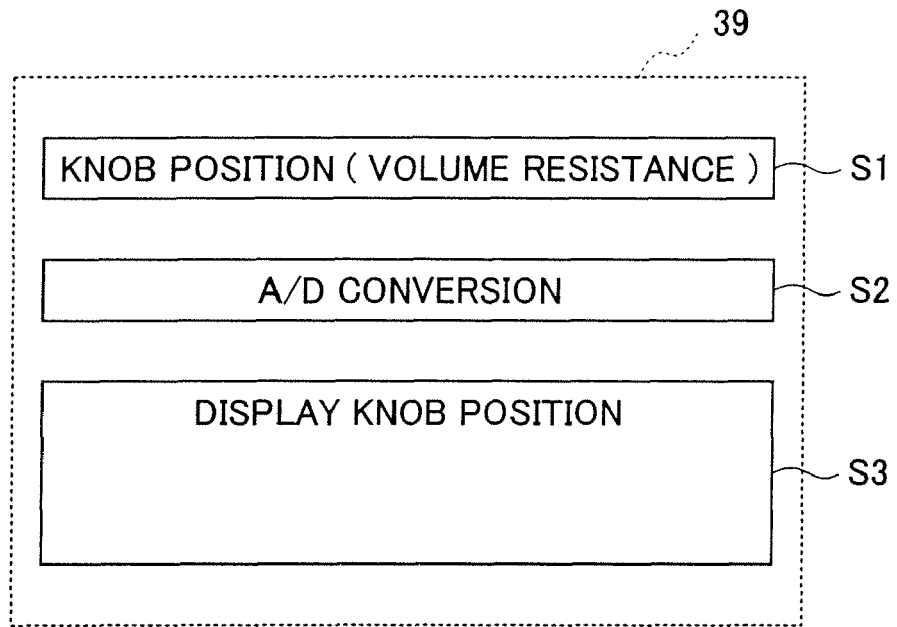 39
KNOB POSITION ( VOLUME RESISTANCE )
S1
A/D CONVERSION
S2
DISPLAY KNOB POSITION
S3